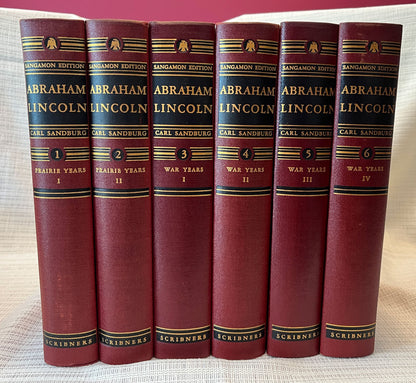 SANGAMON EDITION
ABRAHAM
LINCOLN
CARL SANDBURG
1
PRAIRIE YEARS
I
SCRIBNERS
SANGAMON EDITION
ABRAHAM
LINCOLN
CARL SANDBURG
2
PRAIRIE YEARS
II
SCRIBNERS
SANGAMON EDITION
ABRAHAM
LINCOLN
CARL SANDBURG
3
WAR YEARS
I
SCRIBNERS
SANGAMON EDITION
ABRAHAM
LINCOLN
CARL SANDBURG
4
WAR YEARS
II
SCRIBNERS
SANGAMON EDITION
ABRAHAM
LINCOLN
CARL SANDBURG
5
WAR YEARS
III
SCRIBNERS
SANGAMON EDITION
ABRAHAM
LINCOLN
CARL SANDBURG
6
WAR YEARS
IV
SCRIBNERS